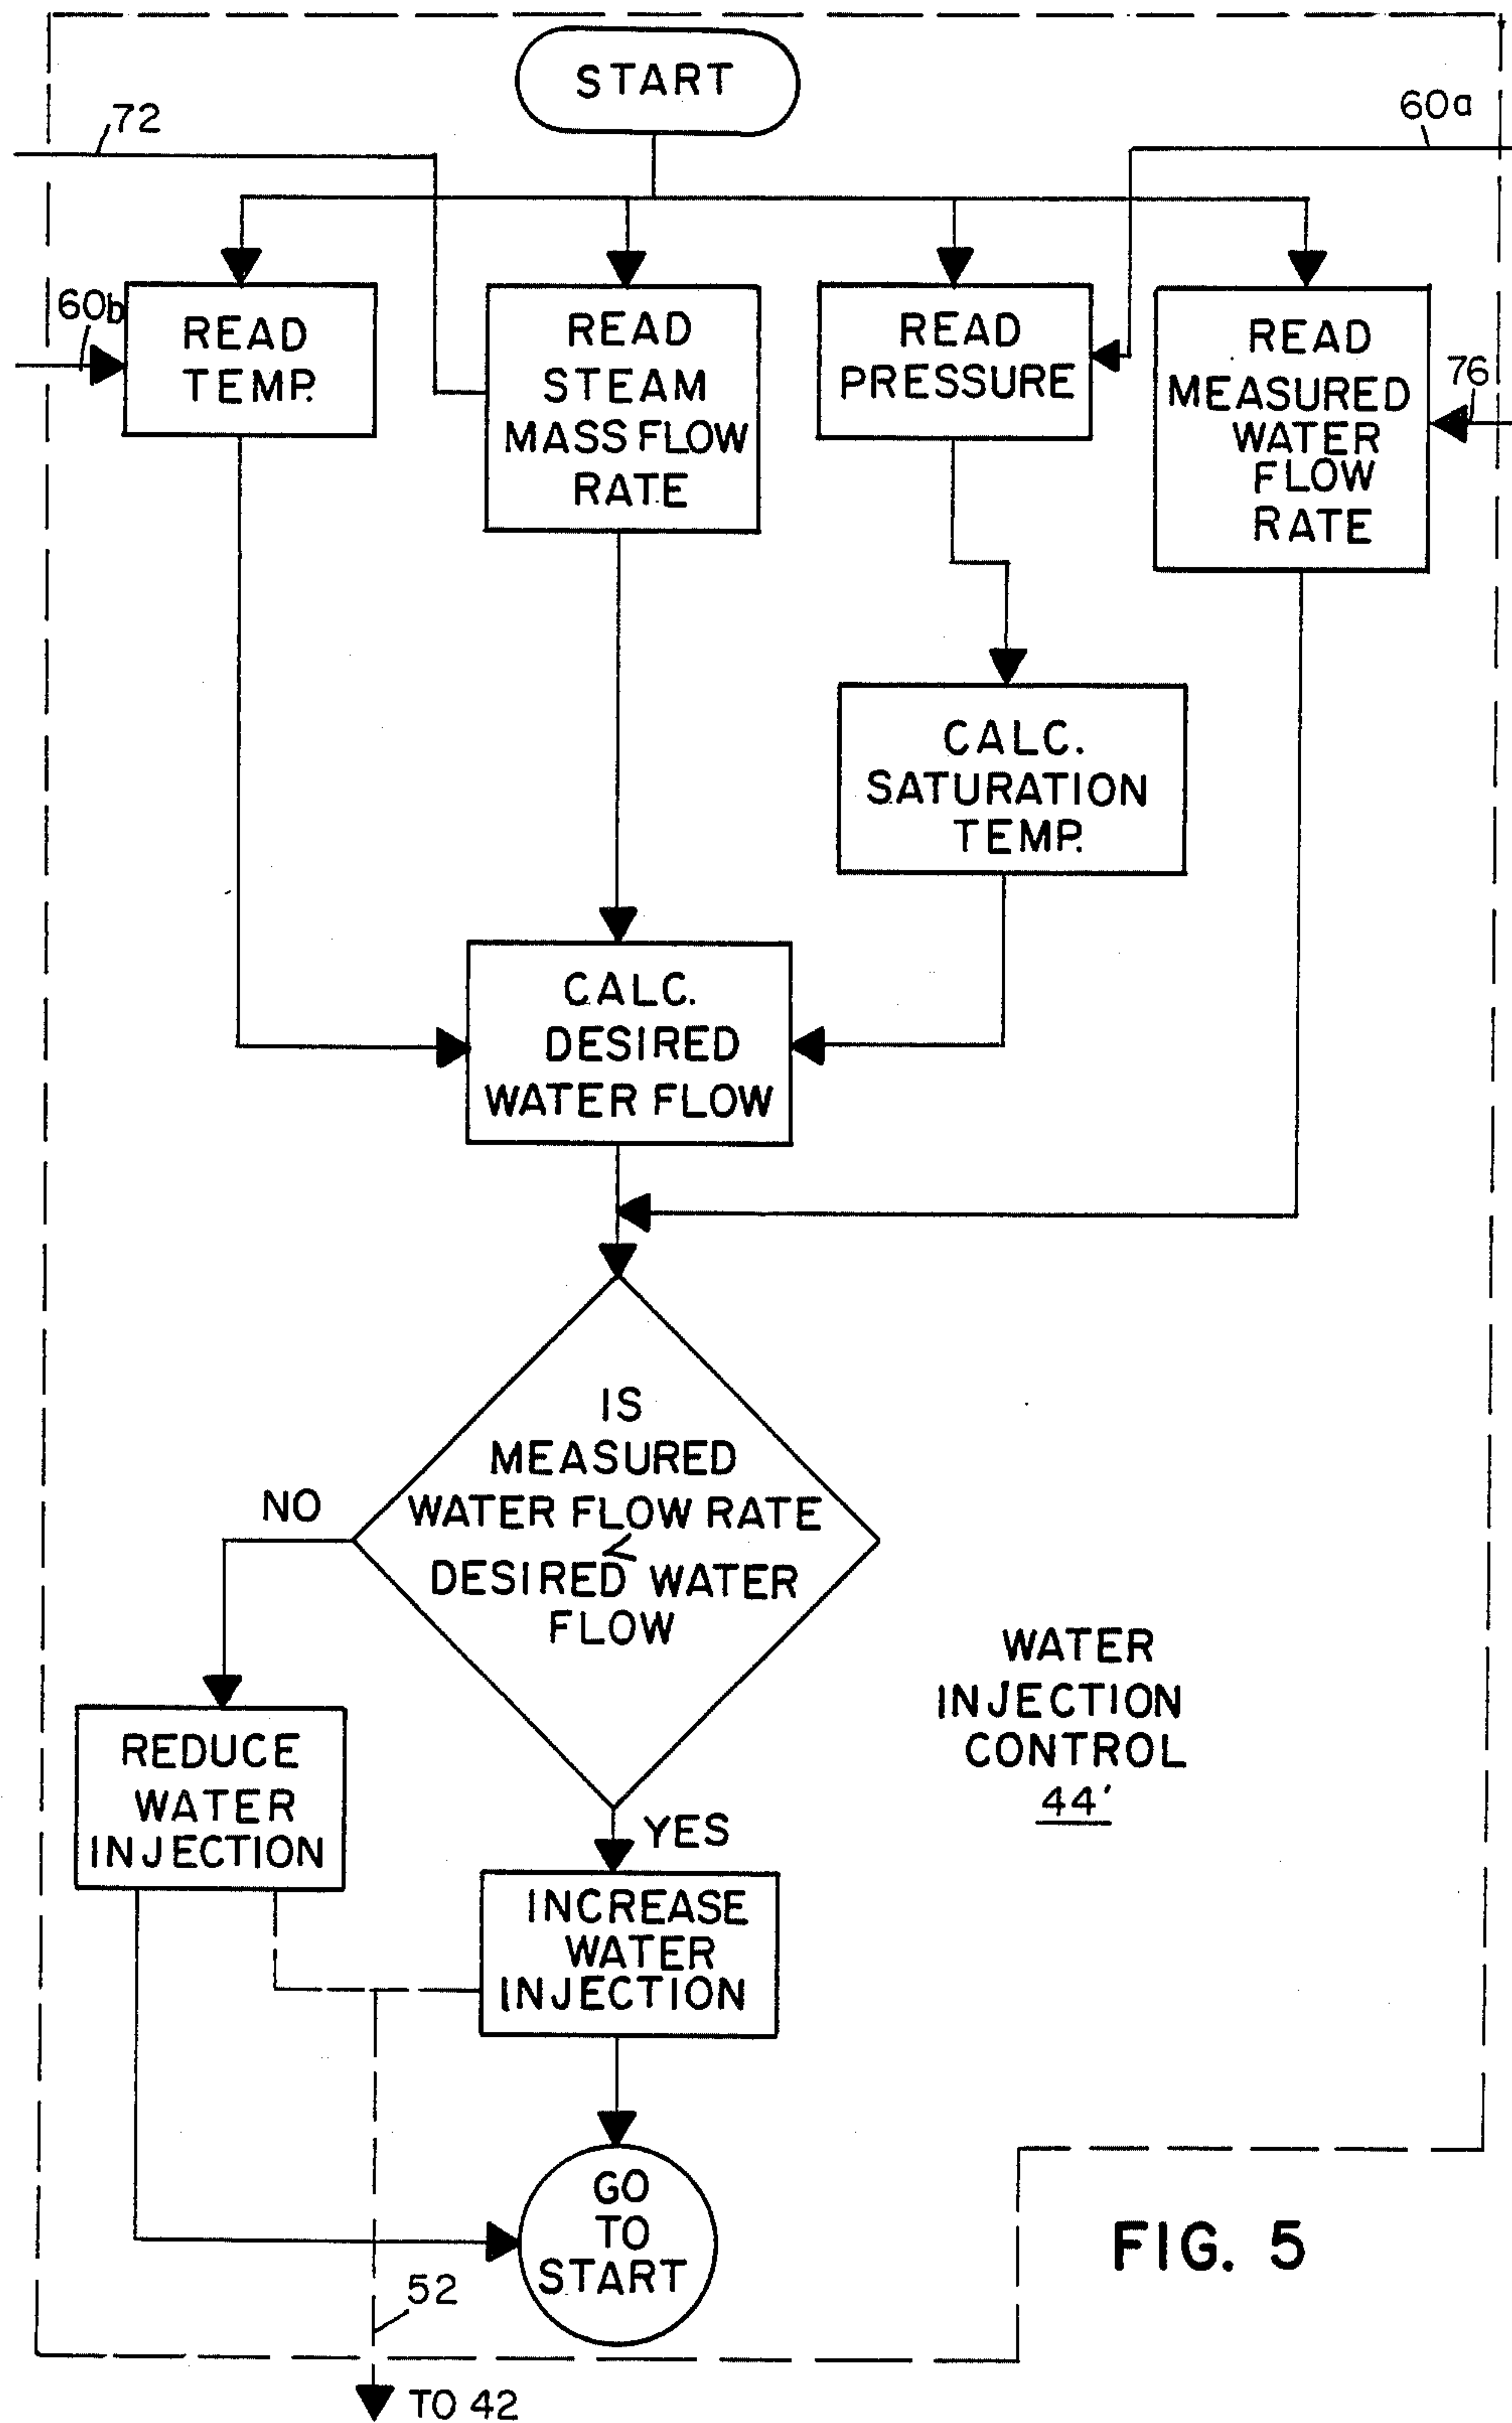 START
72
60a
60b
READ
TEMP.
READ
STEAM
MASS FLOW
RATE
READ
PRESSURE
READ
MEASURED
WATER
FLOW
RATE
76
CALC.
SATURATION
TEMP.
CALC.
DESIRED
WATER FLOW
IS
MEASURED
WATER FLOW RATE
<
DESIRED WATER
FLOW
NO
YES
REDUCE
WATER
INJECTION
INCREASE
WATER
INJECTION
WATER
INJECTION
CONTROL
44'
GO
TO
START
52
TO 42
FIG. 5